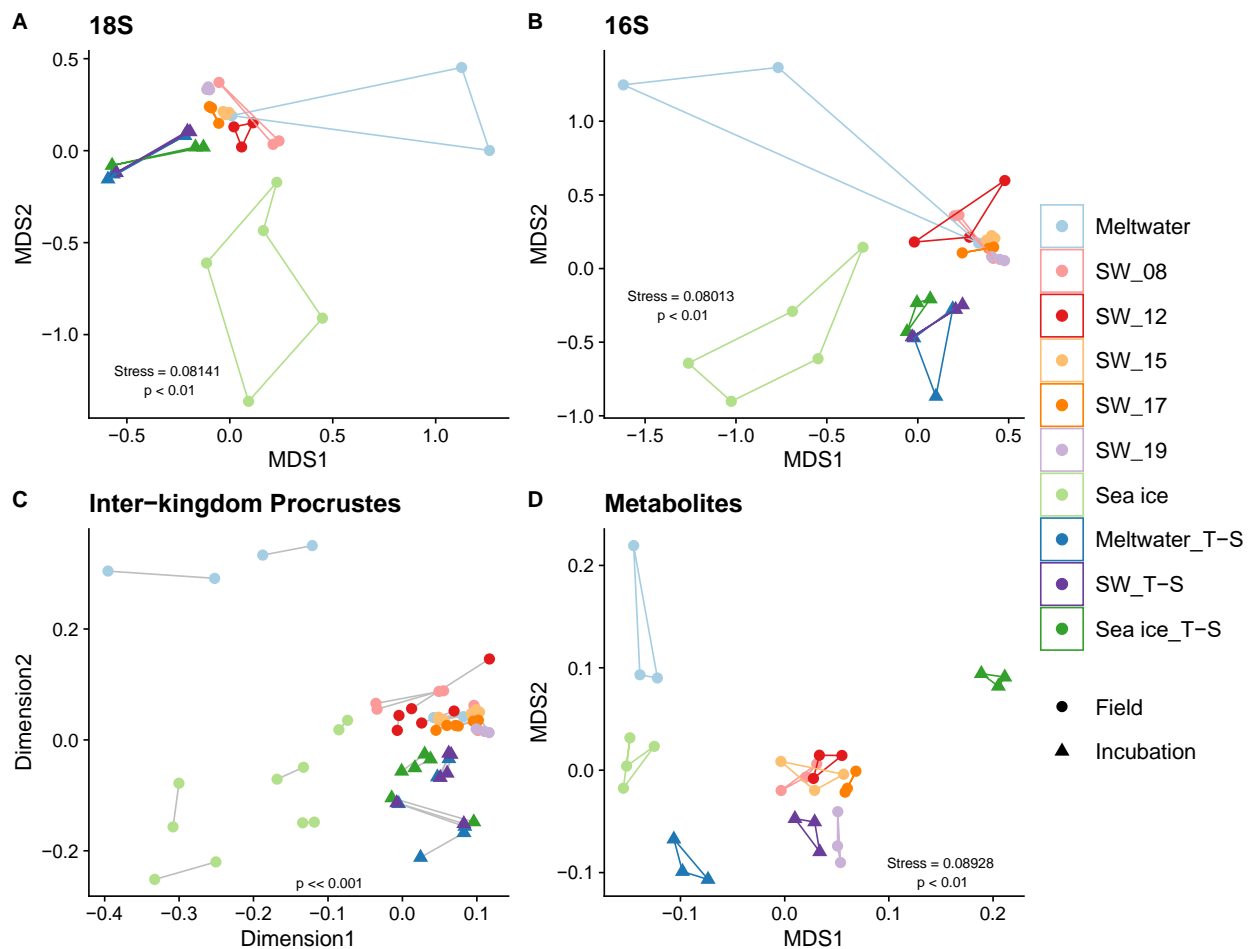 A
18S
0.5
0.0
−0.5
−1.0
MDS2
Stress = 0.08141
p < 0.01
−0.5
0.0
0.5
1.0
MDS1
B
16S
1.0
0.5
0.0
−0.5
−1.0
MDS2
Stress = 0.08013
p < 0.01
−1.5
−1.0
−0.5
0.0
0.5
MDS1
Meltwater
SW_08
SW_12
SW_15
SW_17
SW_19
Sea ice
Meltwater_T−S
SW_T−S
Sea ice_T−S
Field
Incubation
C
Inter−kingdom Procrustes
0.2
0.0
−0.2
Dimension2
p << 0.001
−0.4
−0.3
−0.2
−0.1
0.0
0.1
Dimension1
D
Metabolites
0.2
0.1
0.0
−0.1
MDS2
Stress = 0.08928
p < 0.01
−0.1
0.0
0.1
0.2
MDS1